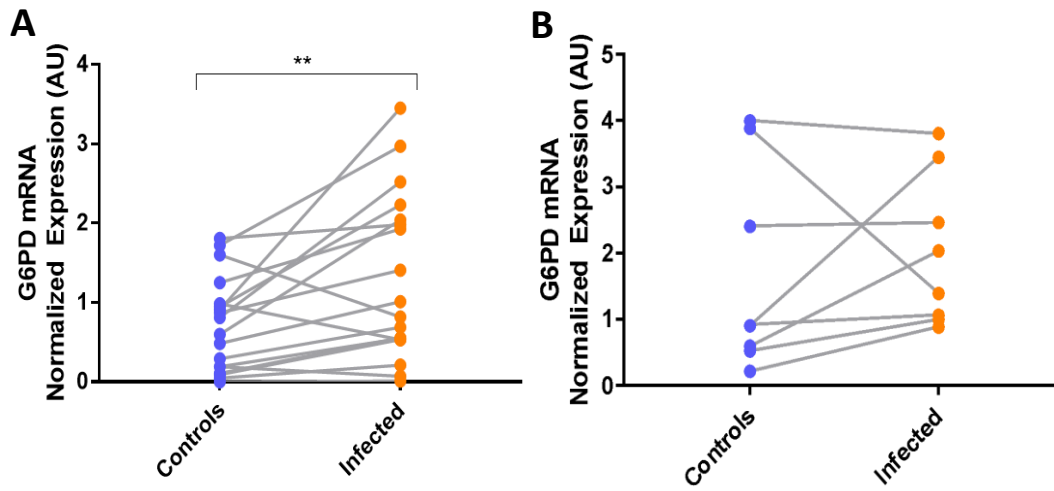 A
G6PD mRNA
Normalized Expression (AU)
4
3
2
1
0
**
Controls
Infected
B
G6PD mRNA
Normalized Expression (AU)
5
4
3
2
1
0
Controls
Infected